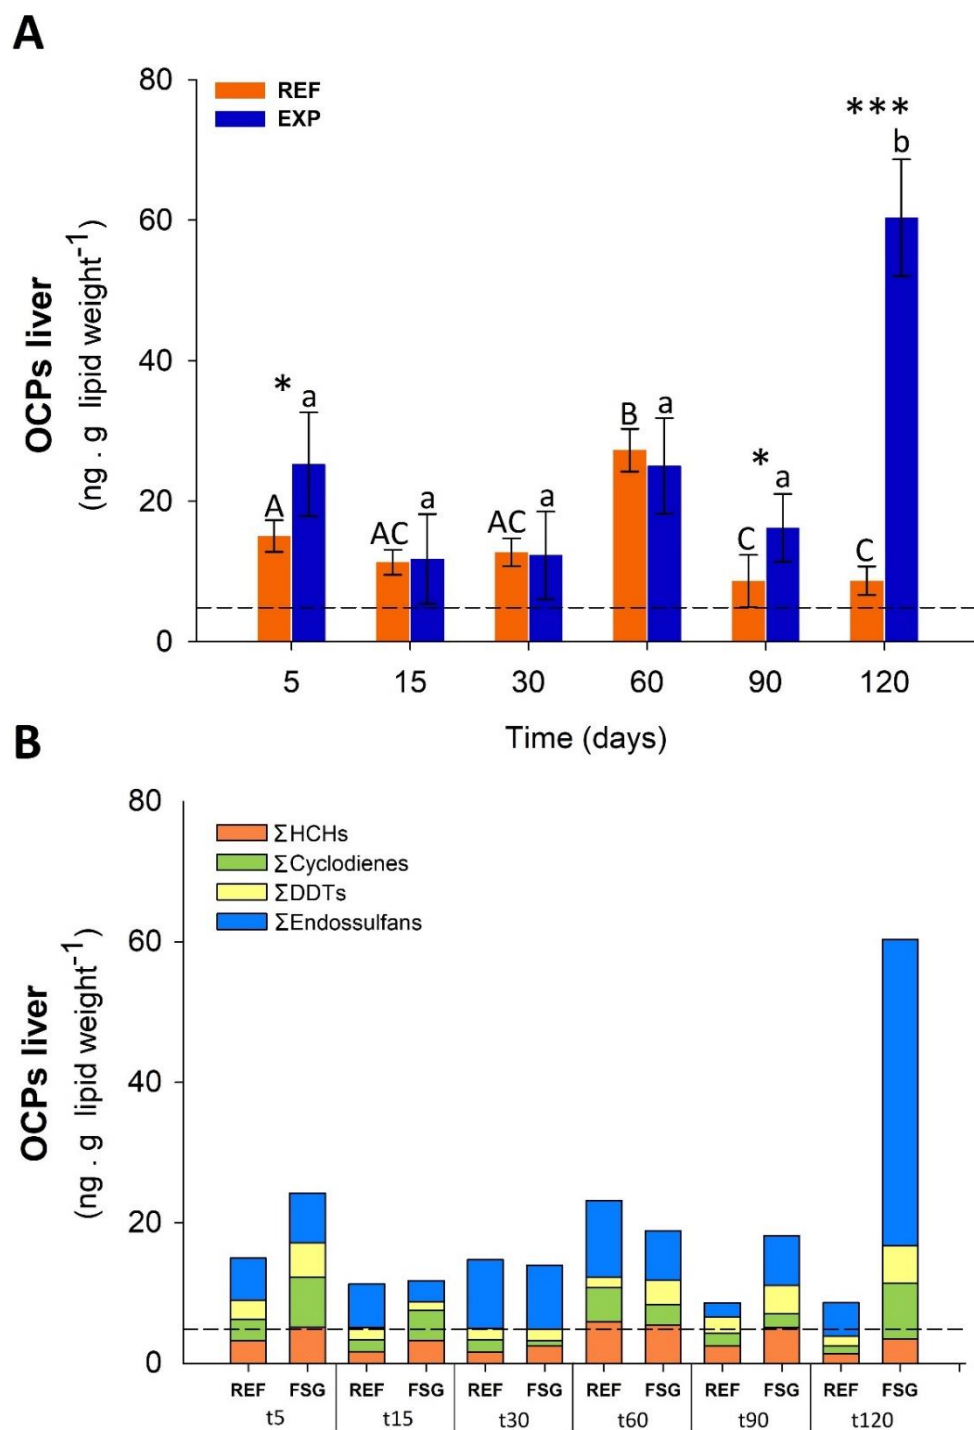 A
80
REF
EXP
***
b
60
OCPs liver
(ng . g lipid weight⁻¹)
40
*
a
B
a
20
A
AC
a
AC
a
*
a
C
C
0
5 15 30 60 90 120
Time (days)
B
80
ΣHCHs
ΣCyclodienes
ΣDDTs
ΣEndossulfans
60
OCPs liver
(ng . g lipid weight⁻¹)
40
20
0
REF FSG REF FSG REF FSG REF FSG REF FSG REF FSG
t5 t15 t30 t60 t90 t120